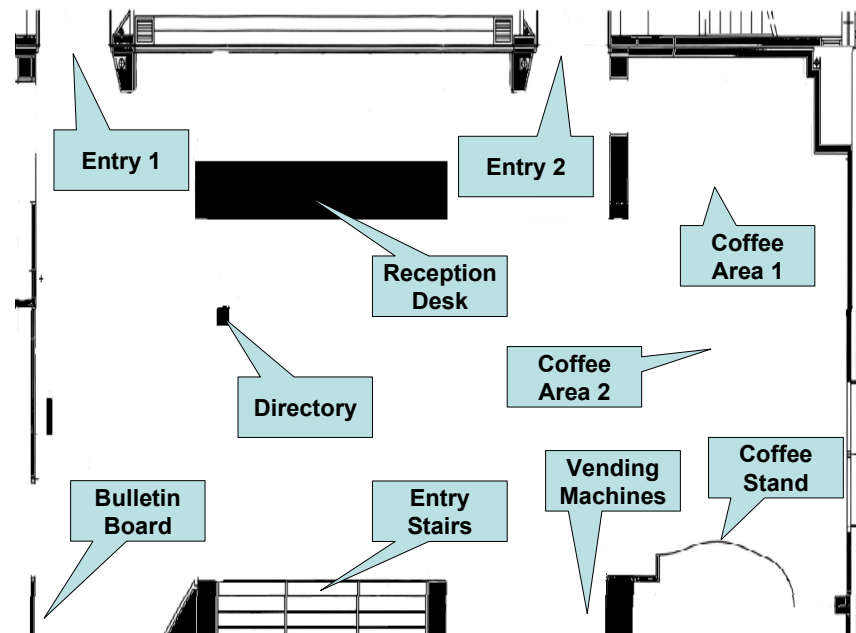 Entry 1
Entry 2
Coffee
Area 1
Reception
Desk
Coffee
Area 2
Directory
Coffee
Stand
Vending
Machines
Bulletin
Board
Entry
Stairs